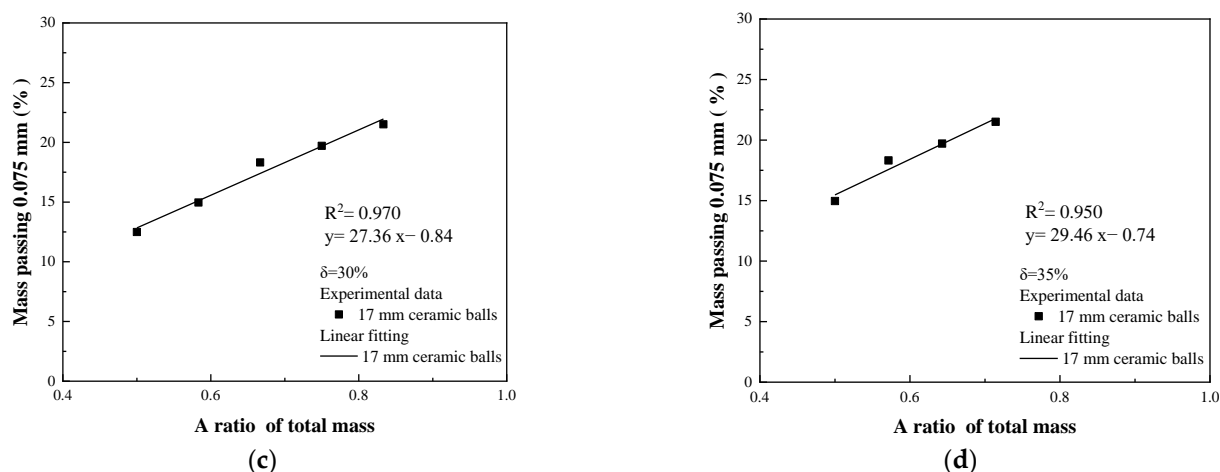 30
25
20
15
10
5
0
Mass passing 0.075 mm (%)
R²= 0.970
y= 27.36 x− 0.84
δ=30%
Experimental data
17 mm ceramic balls
Linear fitting
17 mm ceramic balls
0.4 0.6 0.8 1.0
A ratio of total mass
(c)
30
25
20
15
10
5
0
Mass passing 0.075 mm ( % )
R²= 0.950
y= 29.46 x− 0.74
δ=35%
Experimental data
17 mm ceramic balls
Linear fitting
17 mm ceramic balls
0.4 0.6 0.8 1.0
A ratio of total mass
(d)